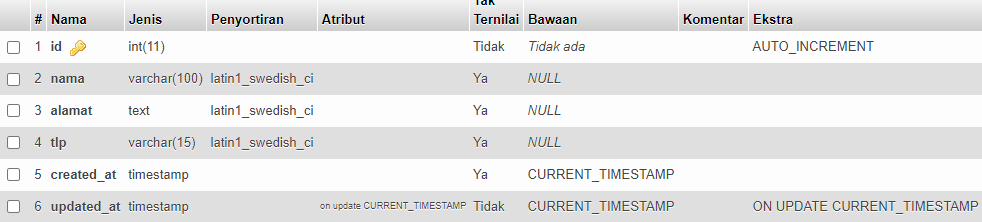 Tak
# Nama Jenis Penyortiran Atribut Ternilai Bawaan Komentar Ekstra
1 id int(11) Tidak Tidak ada AUTO_INCREMENT
2 nama varchar(100) latin1_swedish_ci Ya NULL
3 alamat text latin1_swedish_ci Ya NULL
4 tlp varchar(15) latin1_swedish_ci Ya NULL
5 created_at timestamp Ya CURRENT_TIMESTAMP
6 updated_at timestamp on update CURRENT_TIMESTAMP Tidak CURRENT_TIMESTAMP ON UPDATE CURRENT_TIMESTAMP